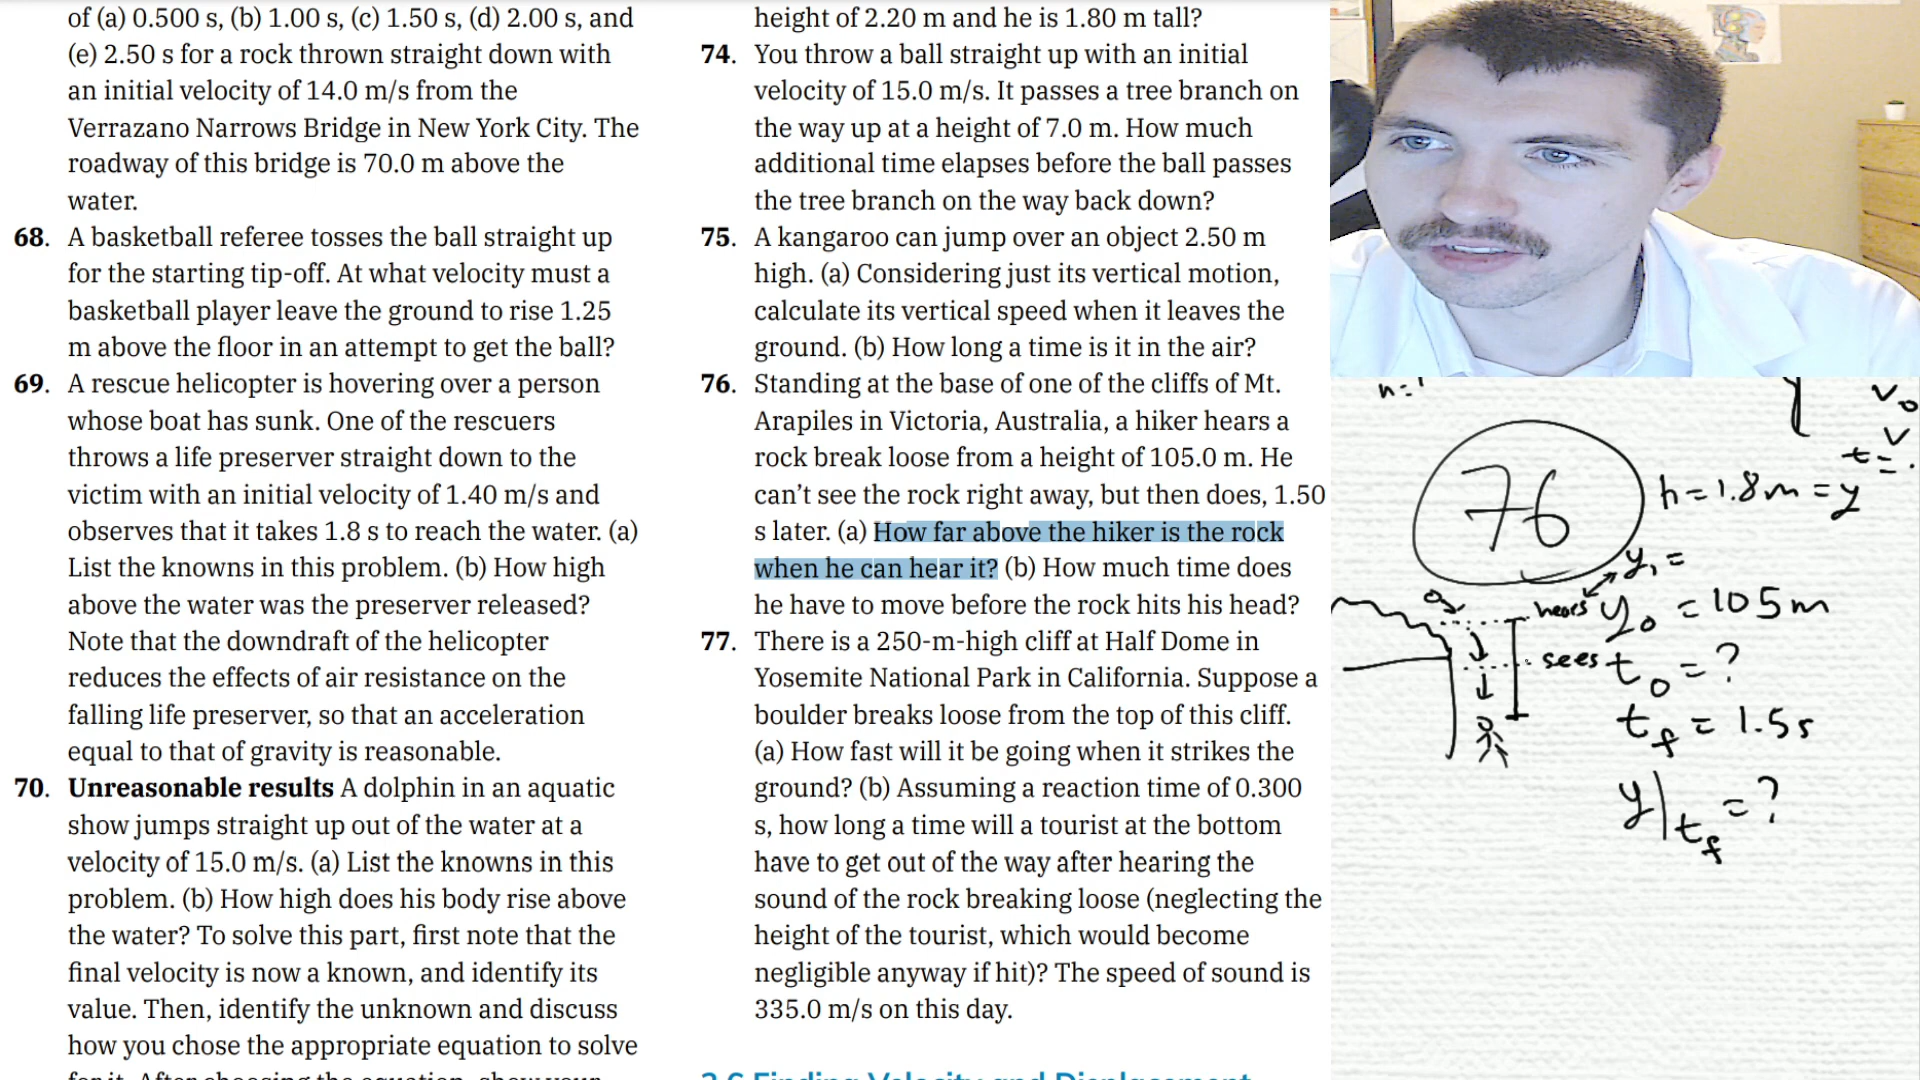 of (a) 0.500 s, (b) 1.00 s, (c) 1.50 s, (d) 2.00 s, and
(e) 2.50 s for a rock thrown straight down with
an initial velocity of 14.0 m/s from the
Verrazano Narrows Bridge in New York City. The
roadway of this bridge is 70.0 m above the
water.
68. A basketball referee tosses the ball straight up
for the starting tip-off. At what velocity must a
basketball player leave the ground to rise 1.25
m above the floor in an attempt to get the ball?
69. A rescue helicopter is hovering over a person
whose boat has sunk. One of the rescuers
throws a life preserver straight down to the
victim with an initial velocity of 1.40 m/s and
observes that it takes 1.8 s to reach the water. (a)
List the knowns in this problem. (b) How high
above the water was the preserver released?
Note that the downdraft of the helicopter
reduces the effects of air resistance on the
falling life preserver, so that an acceleration
equal to that of gravity is reasonable.
70. Unreasonable results A dolphin in an aquatic
show jumps straight up out of the water at a
velocity of 15.0 m/s. (a) List the knowns in this
problem. (b) How high does his body rise above
the water? To solve this part, first note that the
final velocity is now a known, and identify its
value. Then, identify the unknown and discuss
how you chose the appropriate equation to solve
for it. After choosing the equation, show your
height of 2.20 m and he is 1.80 m tall?
74. You throw a ball straight up with an initial
velocity of 15.0 m/s. It passes a tree branch on
the way up at a height of 7.0 m. How much
additional time elapses before the ball passes
the tree branch on the way back down?
75. A kangaroo can jump over an object 2.50 m
high. (a) Considering just its vertical motion,
calculate its vertical speed when it leaves the
ground. (b) How long a time is it in the air?
76. Standing at the base of one of the cliffs of Mt.
Arapiles in Victoria, Australia, a hiker hears a
rock break loose from a height of 105.0 m. He
can’t see the rock right away, but then does, 1.50
s later. (a) How far above the hiker is the rock
when he can hear it? (b) How much time does
he have to move before the rock hits his head?
77. There is a 250-m-high cliff at Half Dome in
Yosemite National Park in California. Suppose a
boulder breaks loose from the top of this cliff.
(a) How fast will it be going when it strikes the
ground? (b) Assuming a reaction time of 0.300
s, how long a time will a tourist at the bottom
have to get out of the way after hearing the
sound of the rock breaking loose (neglecting the
height of the tourist, which would become
negligible anyway if hit)? The speed of sound is
335.0 m/s on this day.
Finding Velocity and Displacement
v₀
v
t=
76
h=1.8m=y
y₁ =
hears y₀ = 105m
sees t₀ = ?
t_f = 1.5s
y|t_f = ?